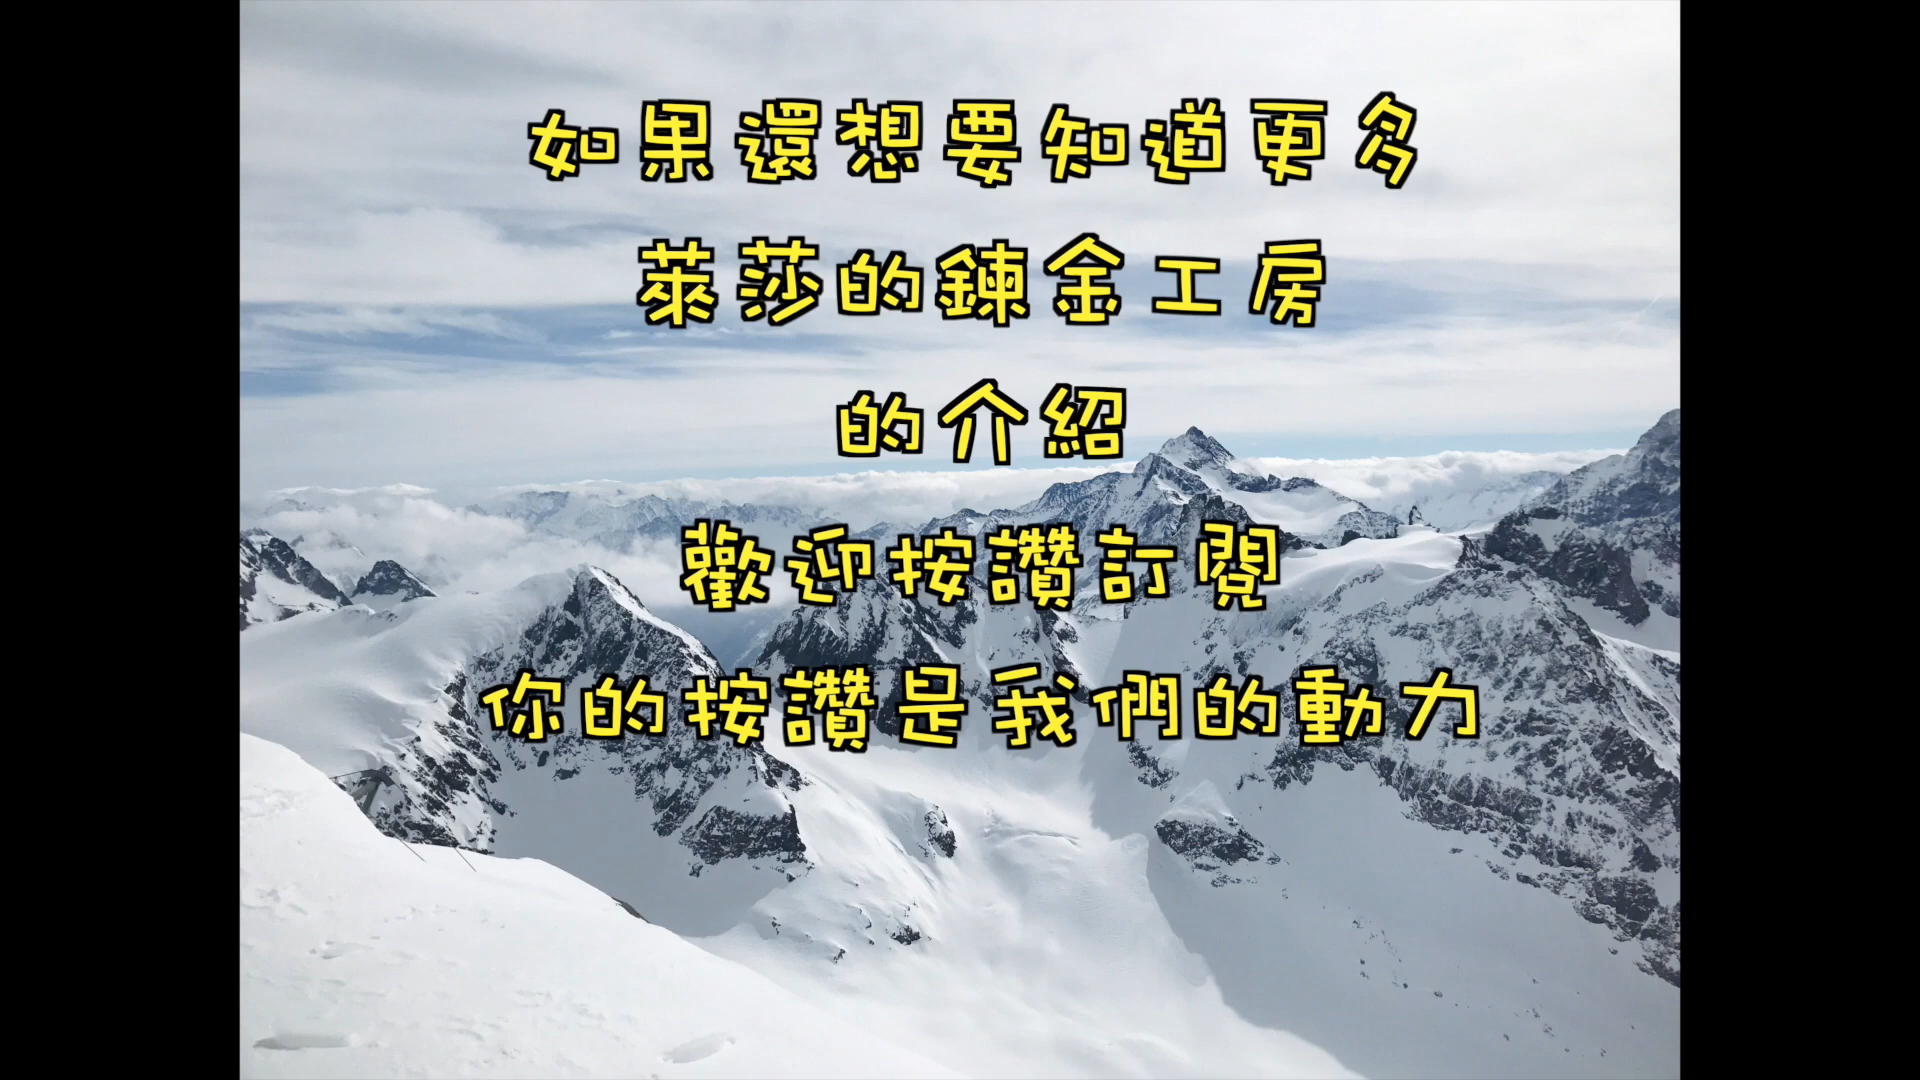 如果還想要知道更多
萊莎的鍊金工房
的介紹
歡迎按讚訂閱
你的按讚是我們的動力